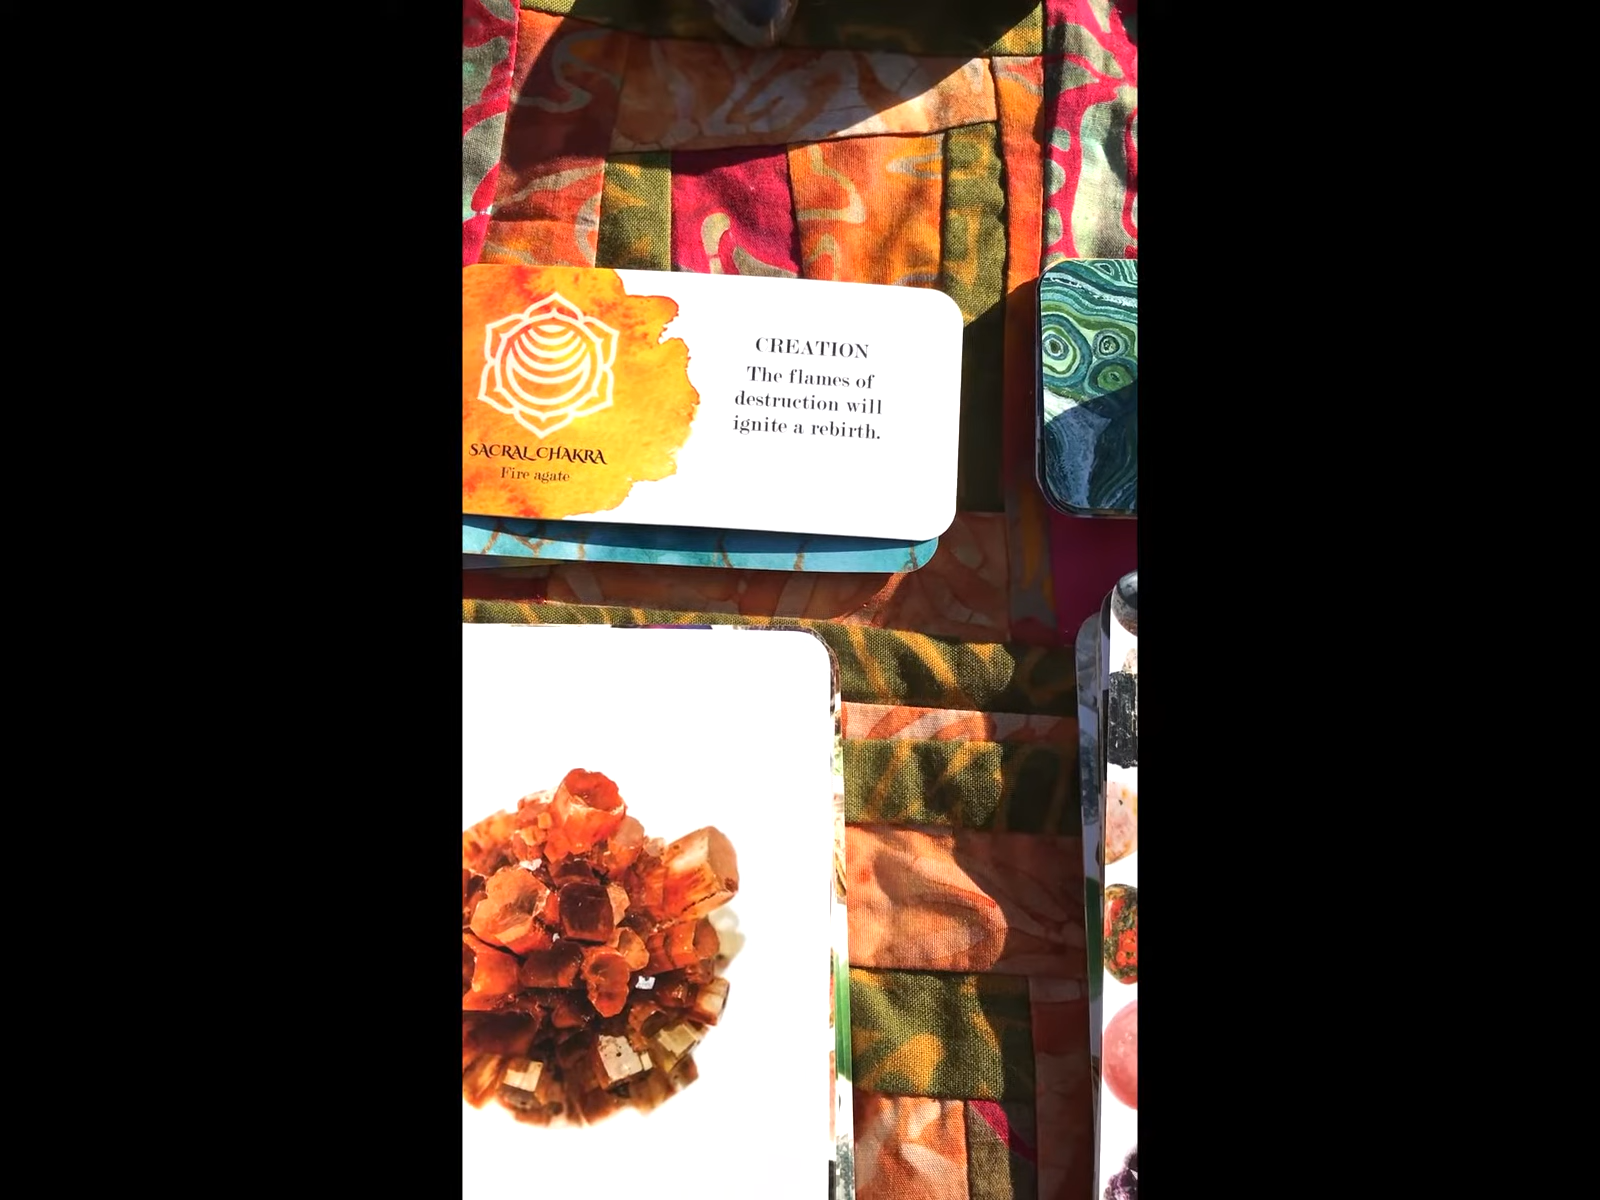 SACRAL CHAKRA
Fire agate
CREATION
The flames of
destruction will
ignite a rebirth.